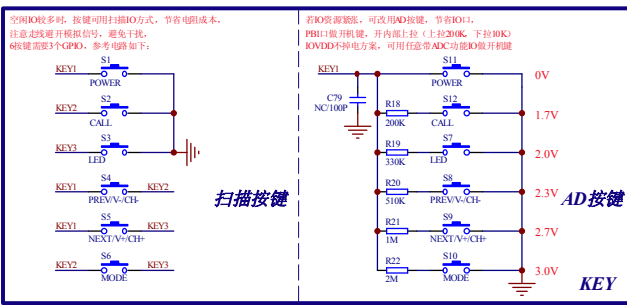 空闲IO较多时，按键可用扫描IO方式，节省电阻成本，
注意走线避开模拟信号，避免干扰，
6按键需要3个GPIO，参考电路如下：
KEY1
S1
POWER
KEY2
S2
CALL
KEY3
S3
LED
KEY1
S4
KEY2
PREV/V-/CH-
KEY1
S5
KEY3
NEXT/V+/CH+
KEY2
S6
KEY3
MODE
扫描按键
若IO资源紧张，可改用AD按键，节省IO口，
PB1口做开机键，开内部上拉（上拉200K，下拉10K）
IOVDD不掉电方案，可用任意带ADC功能IO做开机键
KEY1
S11
POWER
0V
C79
NC/100P
R18
200K
S12
CALL
1.7V
R19
330K
S7
LED
2.0V
R20
510K
S8
PREV/V-/CH-
2.3V
R21
1M
S9
NEXT/V+/CH+
2.7V
R22
2M
S10
MODE
3.0V
AD按键
KEY